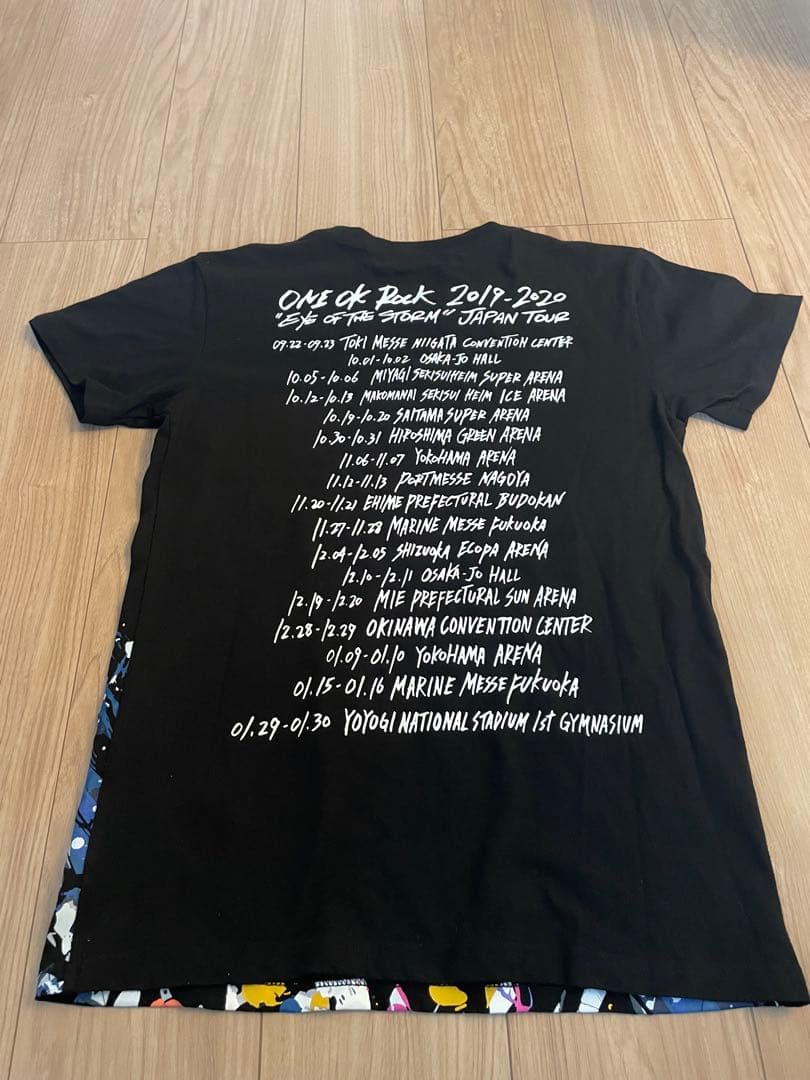 ONE OK ROCK 2019-2020
"EYE OF THE STORM" JAPAN TOUR
09.22-09.23 TOKI MESSE NIIGATA CONVENTION CENTER
10.01-10.02 OSAKA-JO HALL
10.05-10.06 MIYAGI SEKISUIHEIM SUPER ARENA
10.12-10.13 MAKOMANAI SEKISUI HEIM ICE ARENA
10.19-10.20 SAITAMA SUPER ARENA
10.30-10.31 HIROSHIMA GREEN ARENA
11.06-11.07 YOKOHAMA ARENA
11.12-11.13 PORTMESSE NAGOYA
11.20-11.21 EHIME PREFECTURAL BUDOKAN
11.27-11.28 MARINE MESSE FUKUOKA
12.04-12.05 SHIZUOKA ECOPA ARENA
12.10-12.11 OSAKA-JO HALL
12.19-12.20 MIE PREFECTURAL SUN ARENA
12.28-12.29 OKINAWA CONVENTION CENTER
01.09-01.10 YOKOHAMA ARENA
01.15-01.16 MARINE MESSE FUKUOKA
01.29-01.30 YOYOGI NATIONAL STADIUM 1st GYMNASIUM